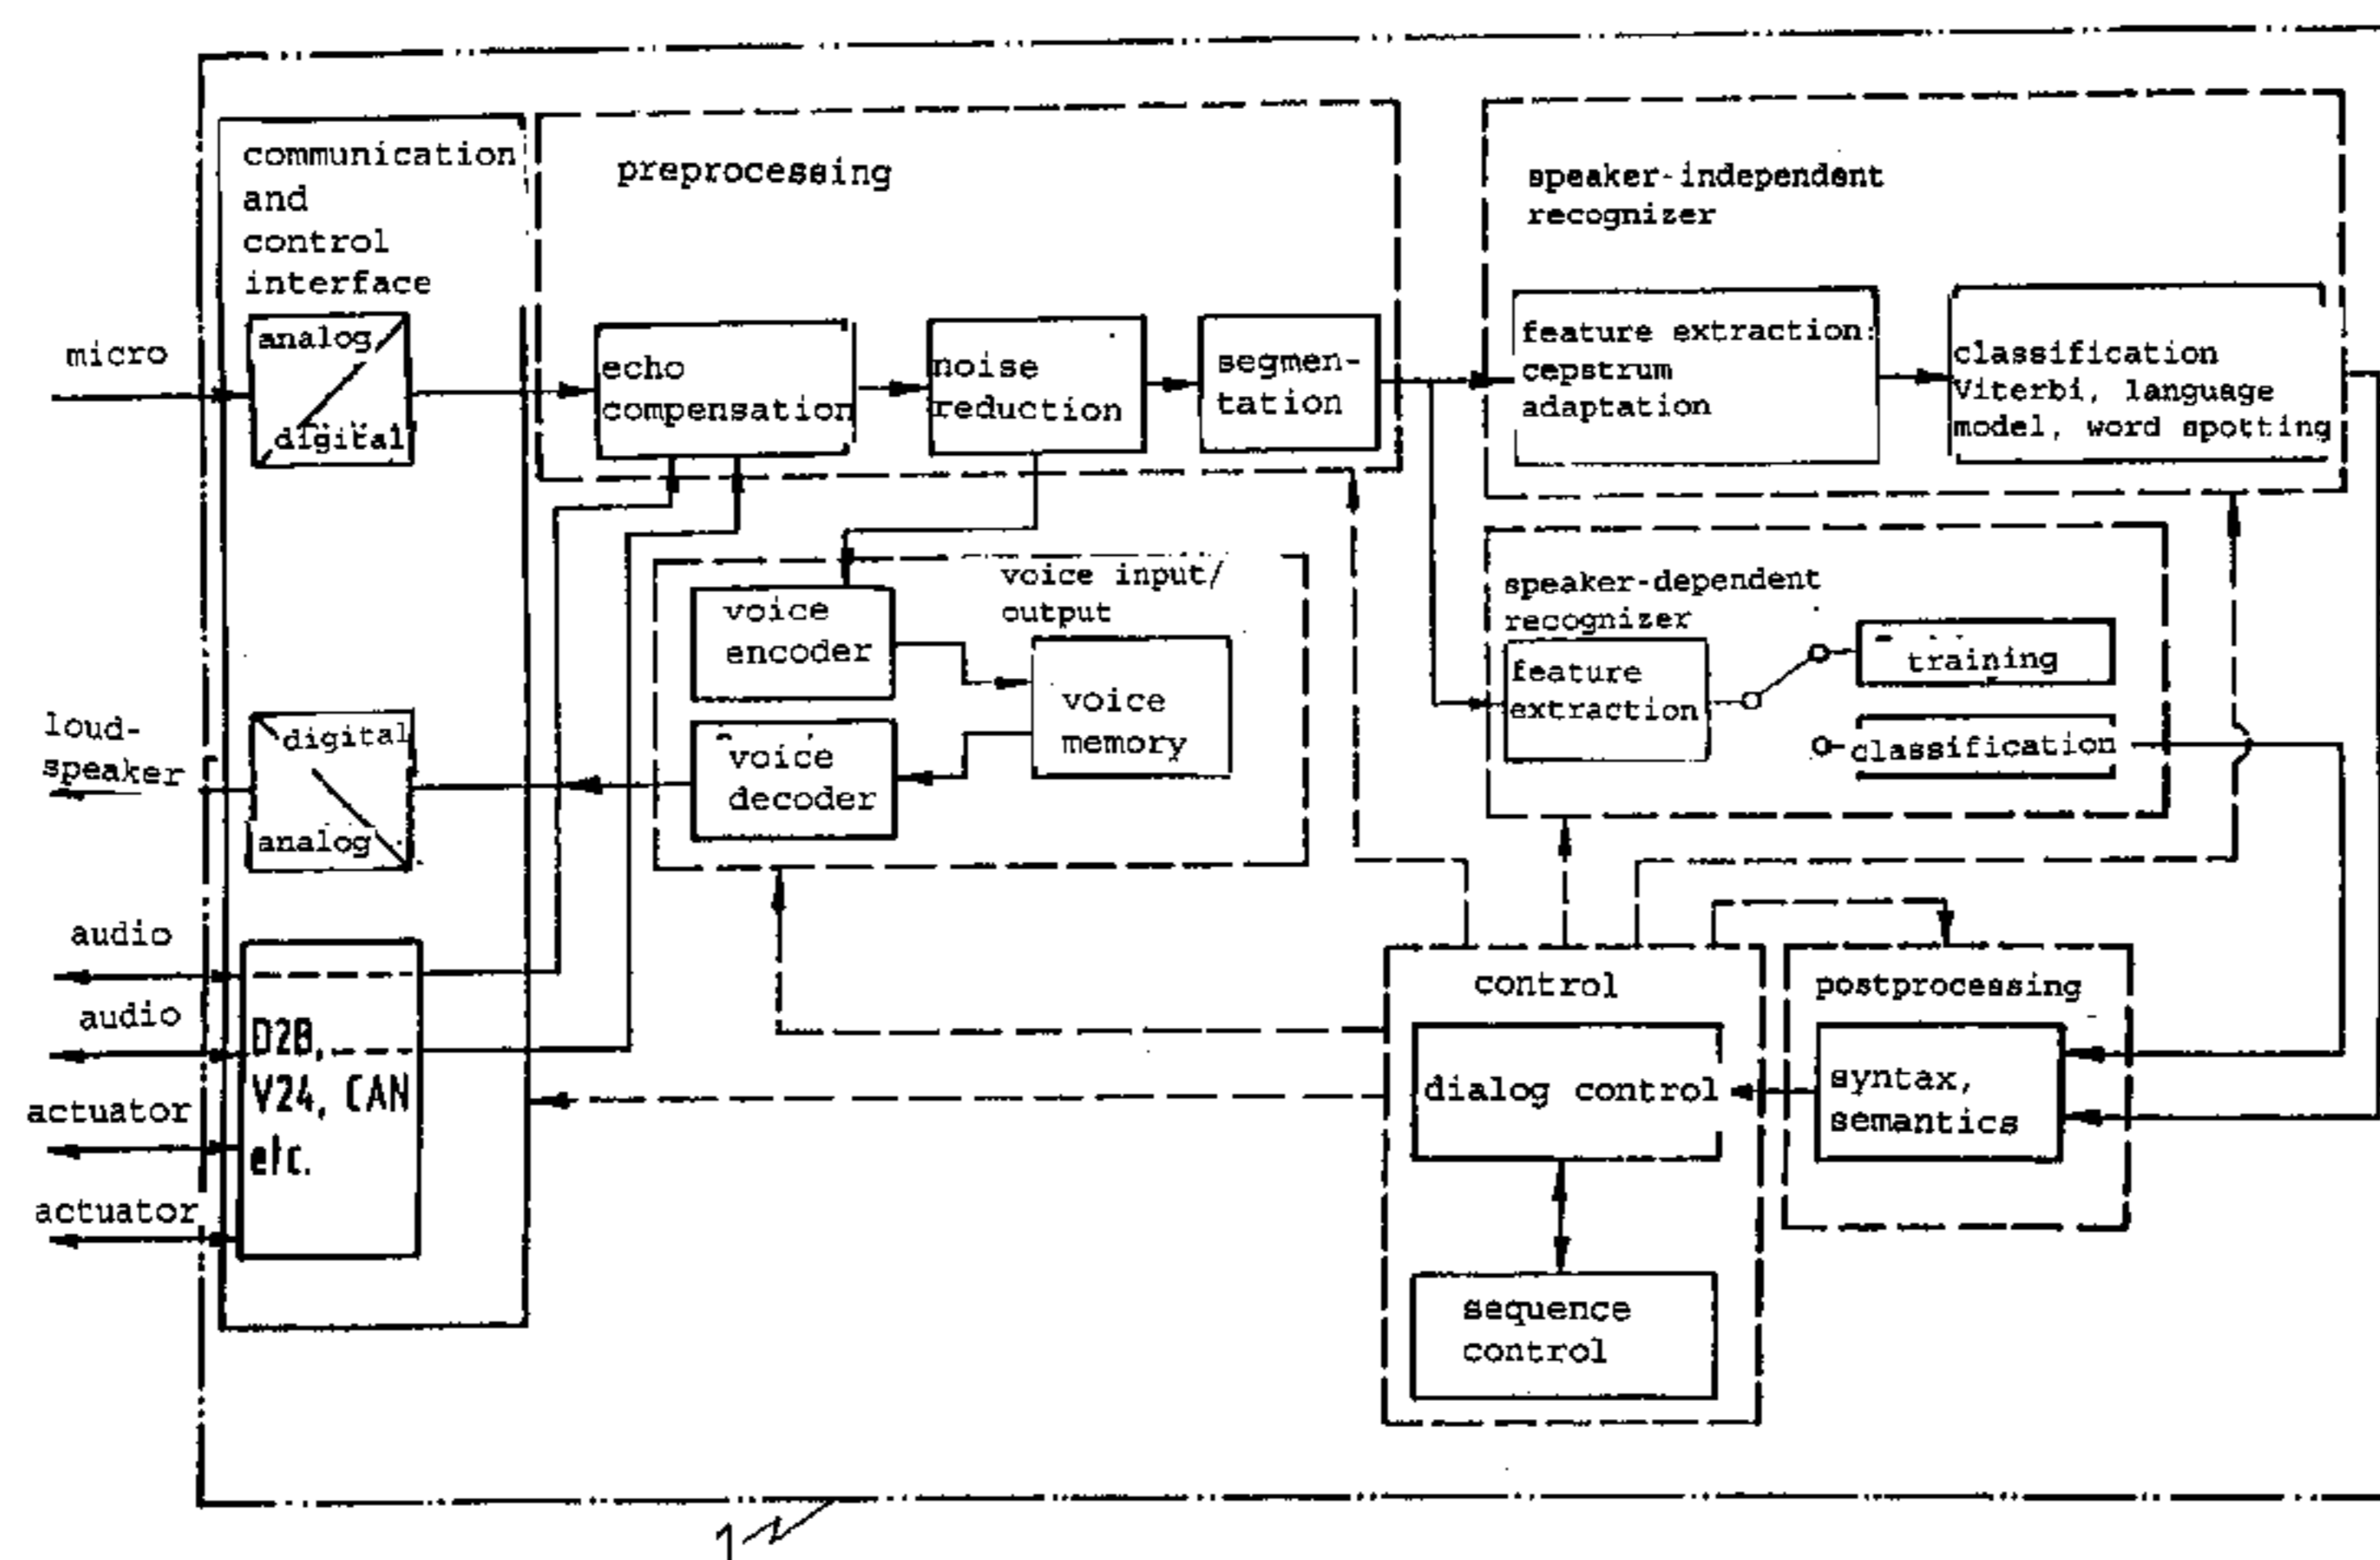 communication
and
control
interface
preprocessing
speaker-independent
recognizer
micro
analog
digital
echo
compensation
noise
reduction
segmen-
tation
feature extraction:
cepstrum
adaptation
classification
Viterbi, language
model, word spotting
voice input/
output
voice
encoder
voice
memory
voice
decoder
speaker-dependent
recognizer
feature
extraction
training
classification
loud-
speaker
digital
analog
audio
audio
actuator
actuator
D2B,
V24, CAN
etc.
control
dialog control
sequence
control
postprocessing
syntax,
semantics
1